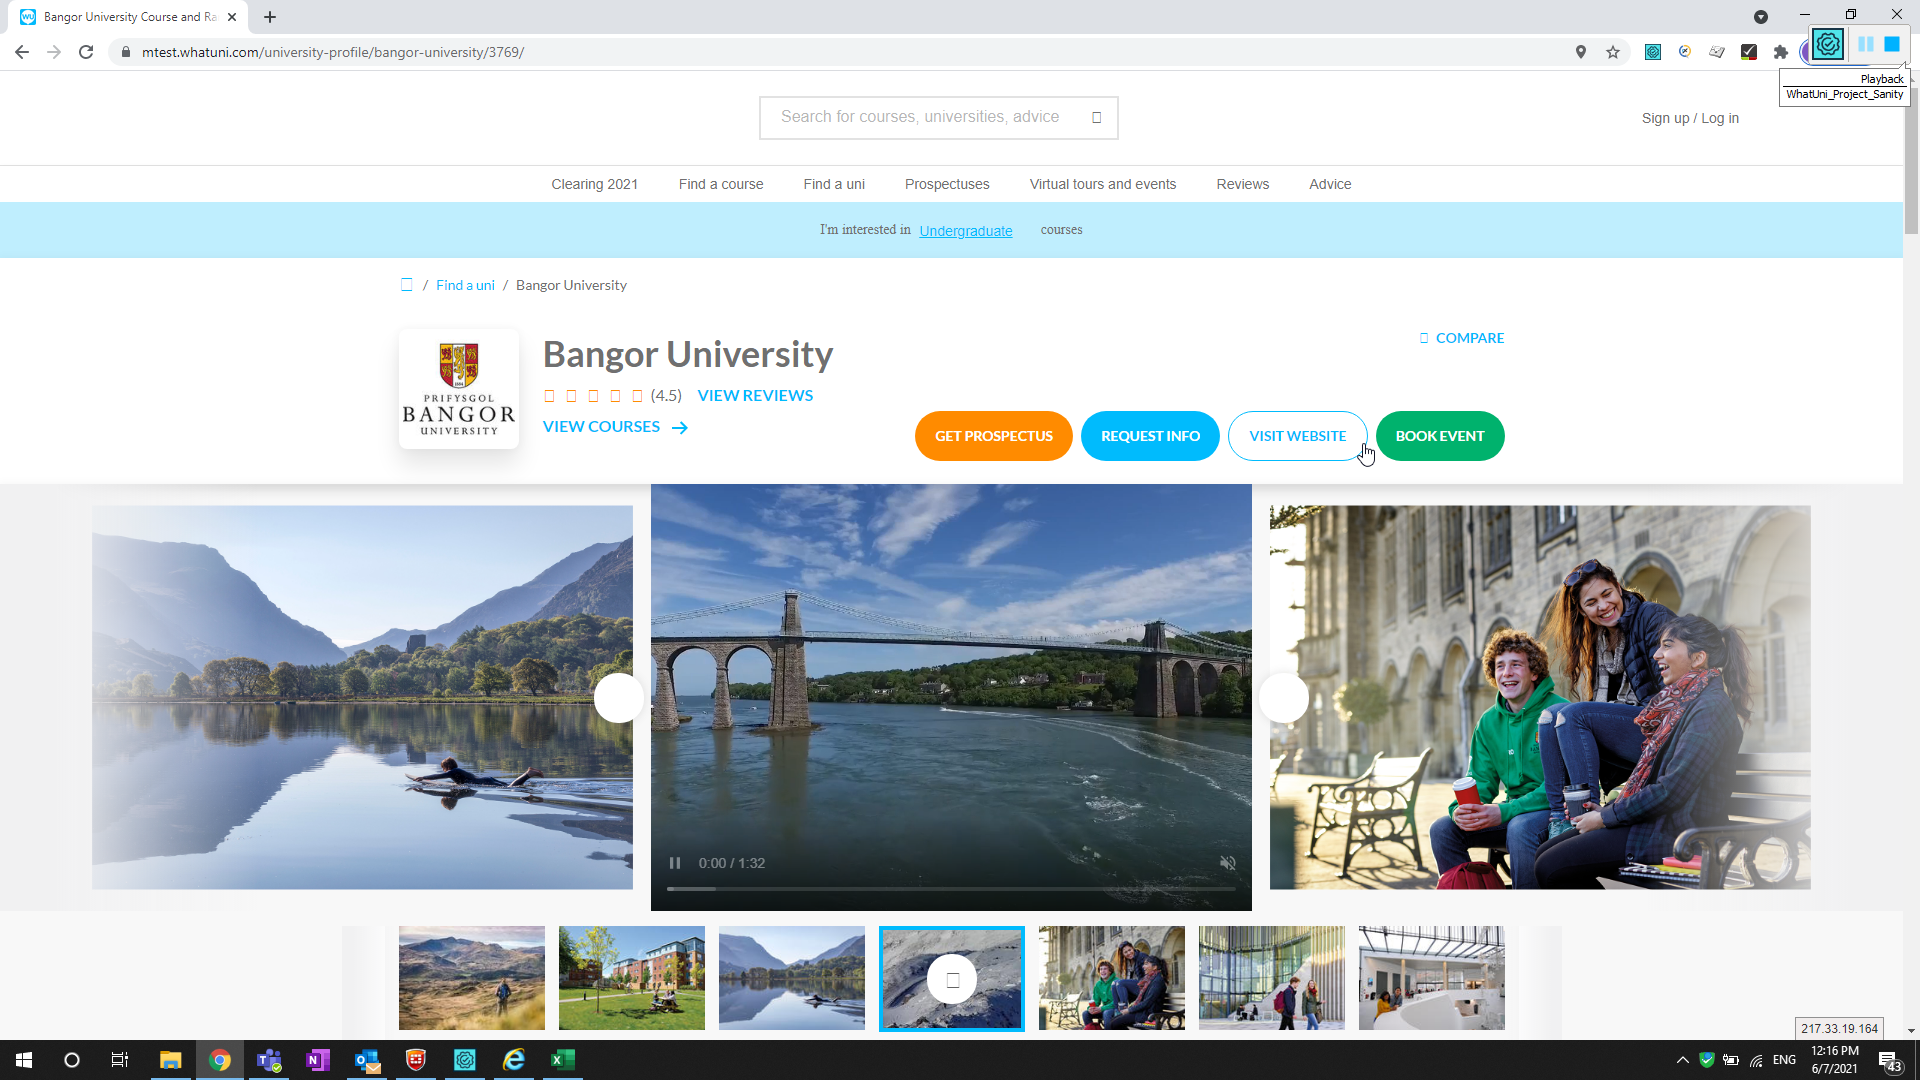 Bangor University Course and Ra
mtest.whatuni.com/university-profile/bangor-university/3769/
Playback
WhatUni_Project_Sanity
Search for courses, universities, advice
Sign up / Log in
Clearing 2021
Find a course
Find a uni
Prospectuses
Virtual tours and events
Reviews
Advice
I'm interested in Undergraduate courses
/ Find a uni / Bangor University
COMPARE
PRIFYSGOL
BANGOR
UNIVERSITY
Bangor University
(4.5) VIEW REVIEWS
VIEW COURSES
GET PROSPECTUS
REQUEST INFO
VISIT WEBSITE
BOOK EVENT
0:00 / 1:32
217.33.19.164
ENG
12:16 PM
6/7/2021
43